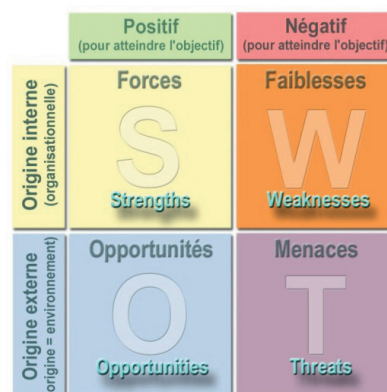 Positif
(pour atteindre l'objectif)
Négatif
(pour atteindre l'objectif)
Origine interne
(organisationnelle)
Forces
S
Strengths
Faiblesses
W
Weaknesses
Origine externe
origine = environnement)
Opportunités
O
Opportunities
Menaces
T
Threats